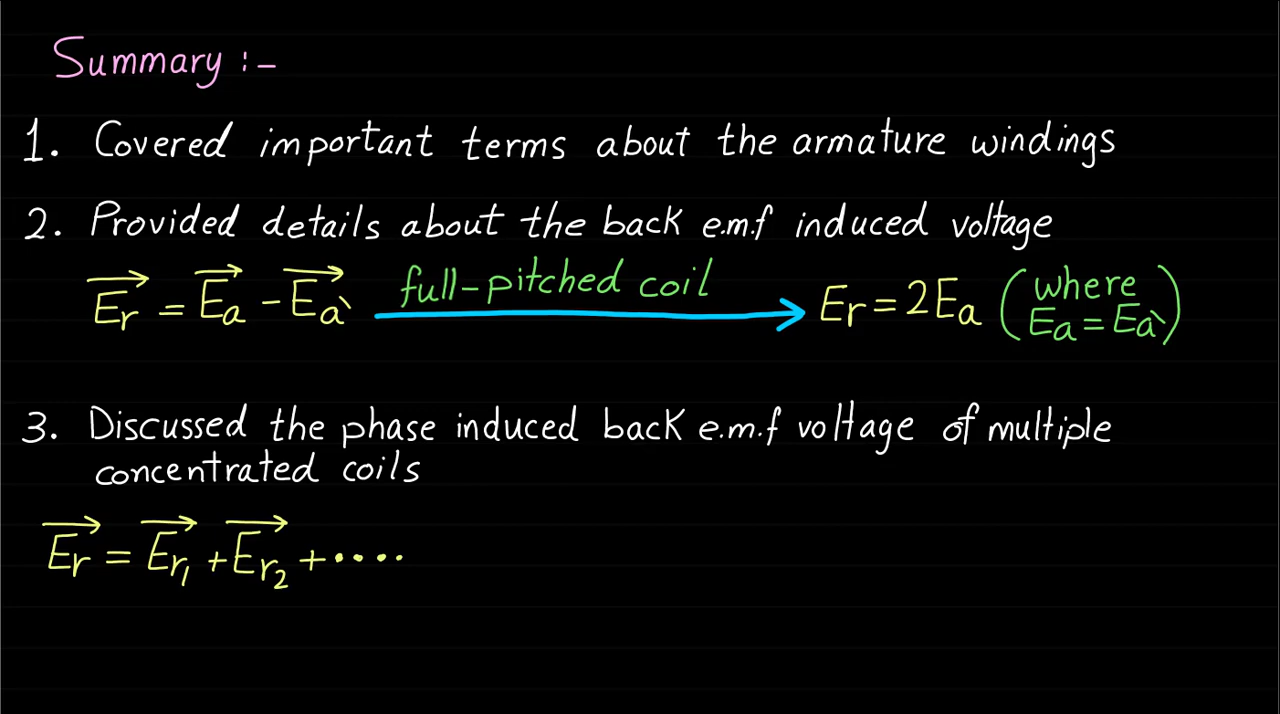 Summary :-
1. Covered important terms about the armature windings
2. Provided details about the back e.m.f induced voltage
Er = Ea - Eà full-pitched coil Er = 2Ea (where Ea = Eà)
3. Discussed the phase induced back e.m.f voltage of multiple
concentrated coils
Er = Er1 + Er2 + ....